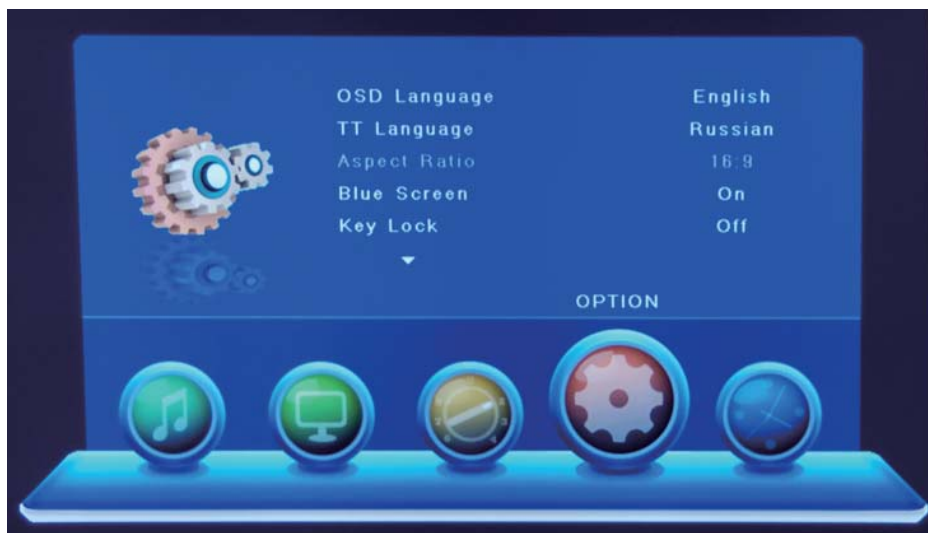 OSD Language English
TT Language Russian
Aspect Ratio 16:9
Blue Screen On
Key Lock Off
OPTION